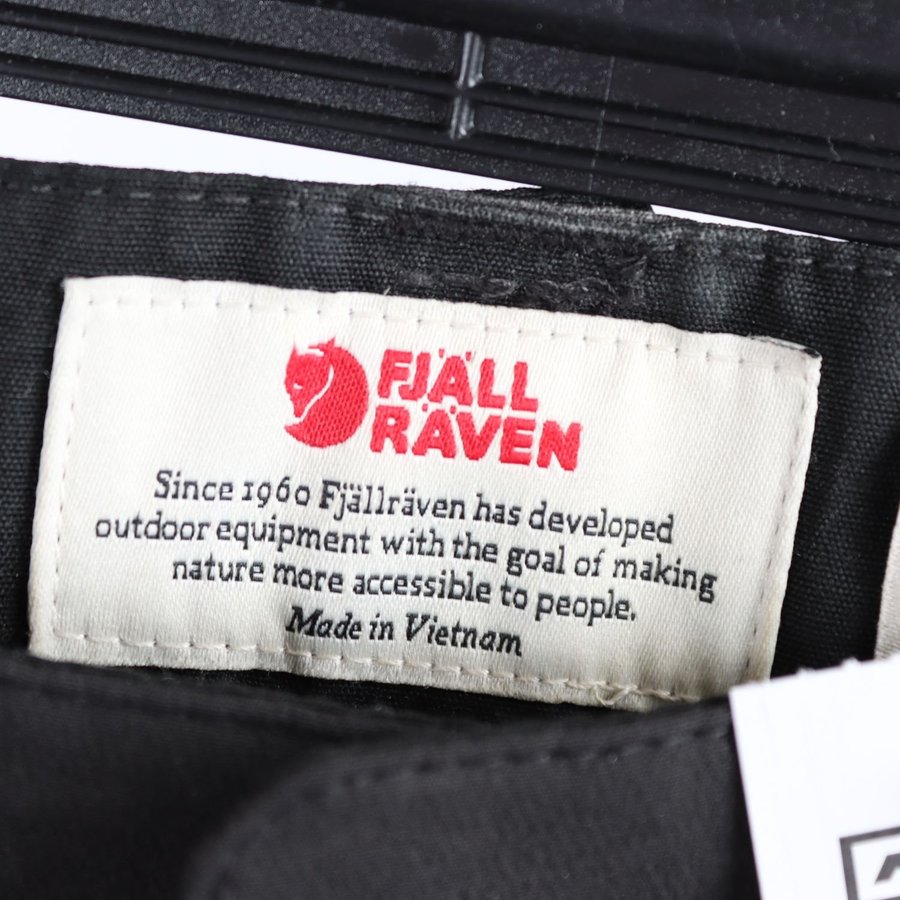 FJÄLL
RÄVEN
Since 1960 Fjällräven has developed
outdoor equipment with the goal of making
nature more accessible to people.
Made in Vietnam